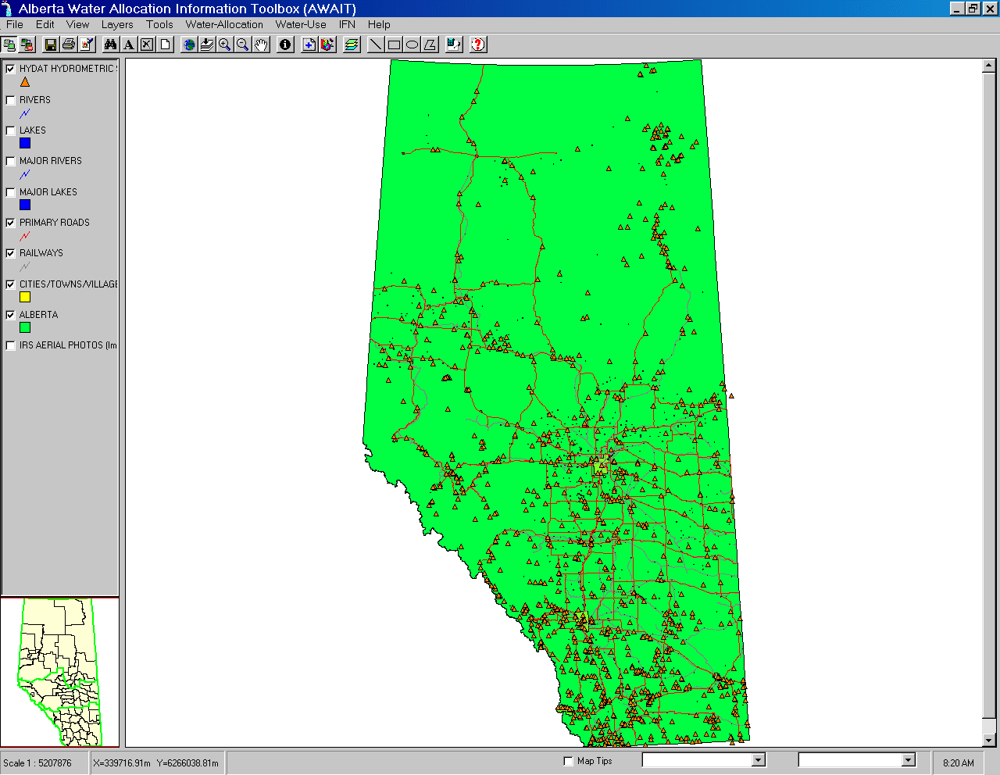 Alberta Water Allocation Information Toolbox (AWAIT)
File Edit View Layers Tools Water-Allocation Water-Use IFN Help
HYDAT HYDROMETRIC
RIVERS
LAKES
MAJOR RIVERS
MAJOR LAKES
PRIMARY ROADS
RAILWAYS
CITIES/TOWNS/VILLAGE
ALBERTA
IRS AERIAL PHOTOS (Im
Scale 1 : 5207876 X=339716.91m Y=6266038.81m Map Tips 8:20 AM